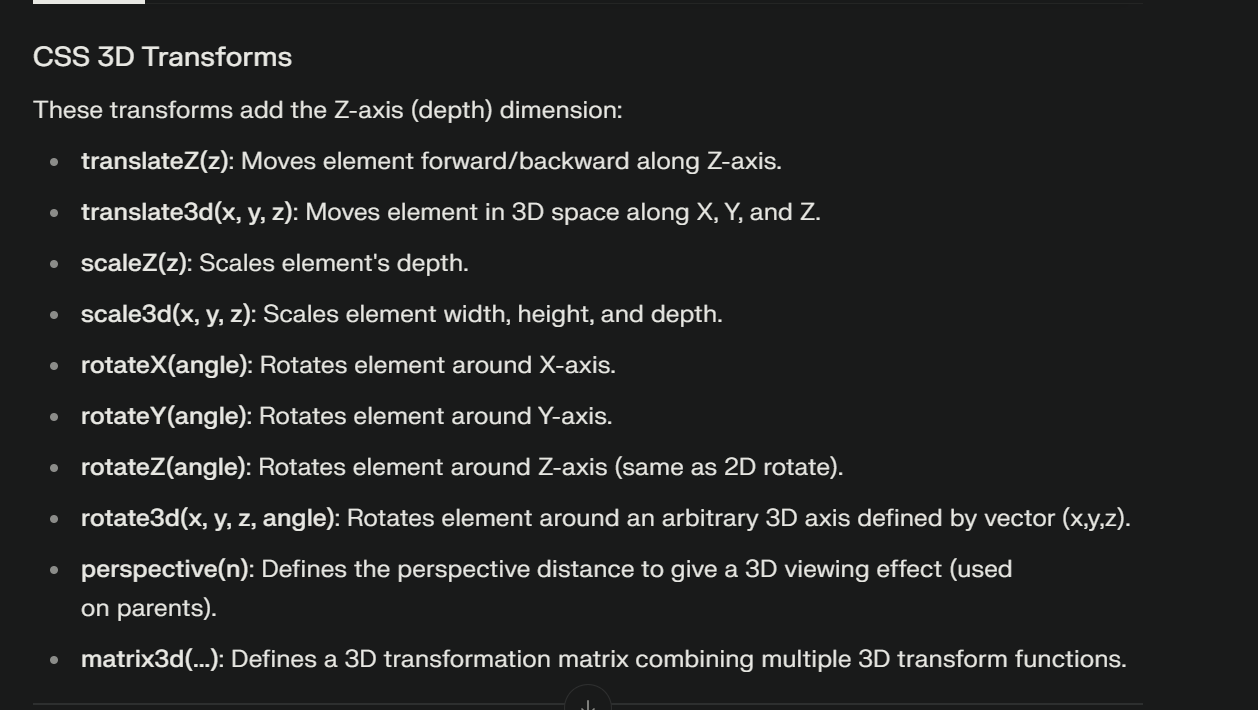 CSS 3D Transforms
These transforms add the Z-axis (depth) dimension:
translateZ(z): Moves element forward/backward along Z-axis.
translate3d(x, y, z): Moves element in 3D space along X, Y, and Z.
scaleZ(z): Scales element's depth.
scale3d(x, y, z): Scales element width, height, and depth.
rotateX(angle): Rotates element around X-axis.
rotateY(angle): Rotates element around Y-axis.
rotateZ(angle): Rotates element around Z-axis (same as 2D rotate).
rotate3d(x, y, z, angle): Rotates element around an arbitrary 3D axis defined by vector (x,y,z).
perspective(n): Defines the perspective distance to give a 3D viewing effect (used
on parents).
matrix3d(...): Defines a 3D transformation matrix combining multiple 3D transform functions.